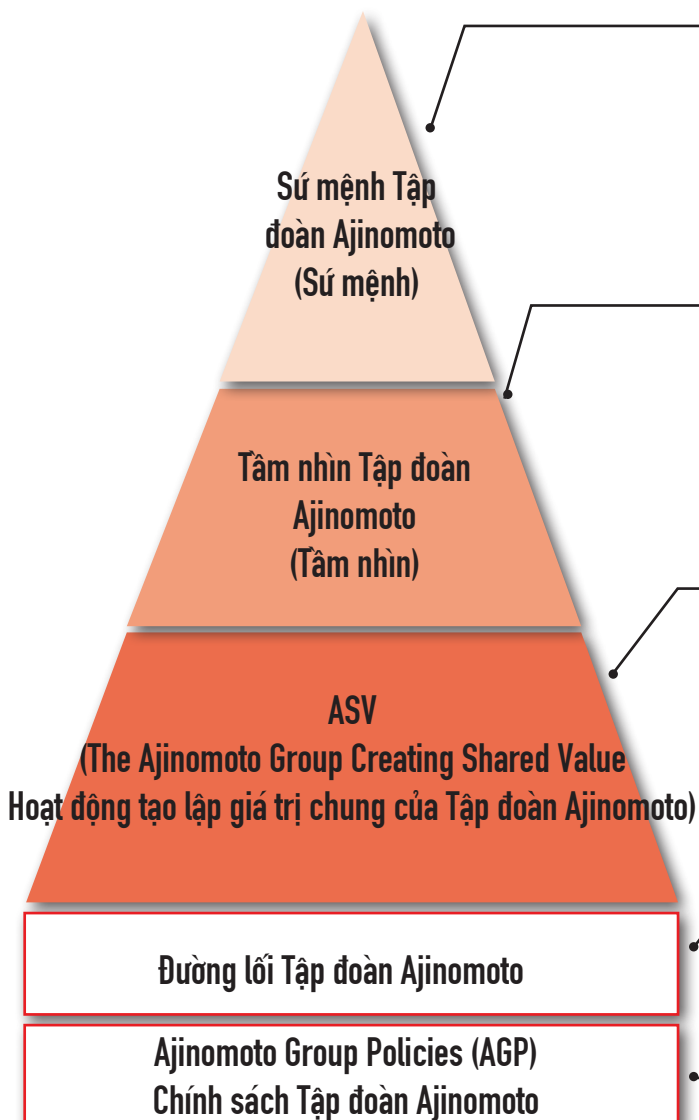 Sứ mệnh Tập
đoàn Ajinomoto
(Sứ mệnh)
Tầm nhìn Tập đoàn
Ajinomoto
(Tầm nhìn)
ASV
(The Ajinomoto Group Creating Shared Value
Hoạt động tạo lập giá trị chung của Tập đoàn Ajinomoto)
Đường lối Tập đoàn Ajinomoto
Ajinomoto Group Policies (AGP)
Chính sách Tập đoàn Ajinomoto